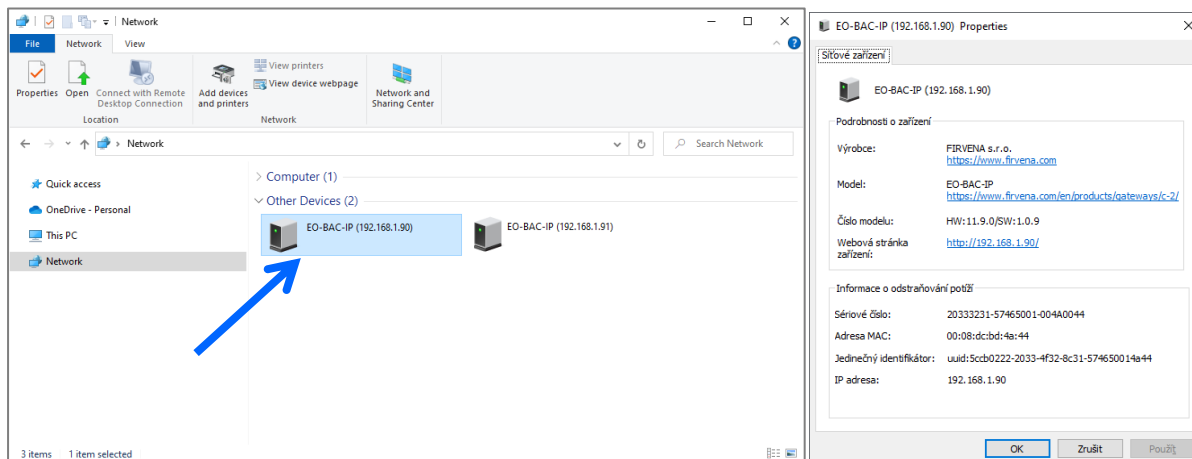 Network
File Network View
Properties
Open
Connect with Remote
Desktop Connection
Add devices
and printers
View printers
View device webpage
Network and
Sharing Center
Location
Network
Network
Search Network
Quick access
OneDrive - Personal
This PC
Network
Computer (1)
Other Devices (2)
EO-BAC-IP (192.168.1.90)
EO-BAC-IP (192.168.1.91)
3 items 1 item selected
EO-BAC-IP (192.168.1.90) Properties
Síťové zařízení
EO-BAC-IP (192.168.1.90)
Podrobnosti o zařízení
Výrobce: FIRVENA s.r.o.
https://www.firvena.com
Model: EO-BAC-IP
https://www.firvena.com/en/products/gateways/c-2/
Číslo modelu: HW:11.9.0/SW:1.0.9
Webová stránka
zařízení: http://192.168.1.90/
Informace o odstraňování potíží
Sériové číslo: 20333231-57465001-004A0044
Adresa MAC: 00:08:dc:bd:4a:44
Jedinečný identifikátor: uuid:5ccb0222-2033-4f32-8c31-574650014a44
IP adresa: 192.168.1.90
OK Zrušit Použít